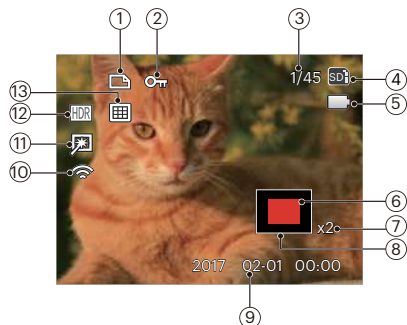 ① ② ③
1/45 SD ④
⑬
⑤
⑫ HDR
⑪
⑩
⑥
x2 ⑦
⑧
2017 02-01 00:00
⑨